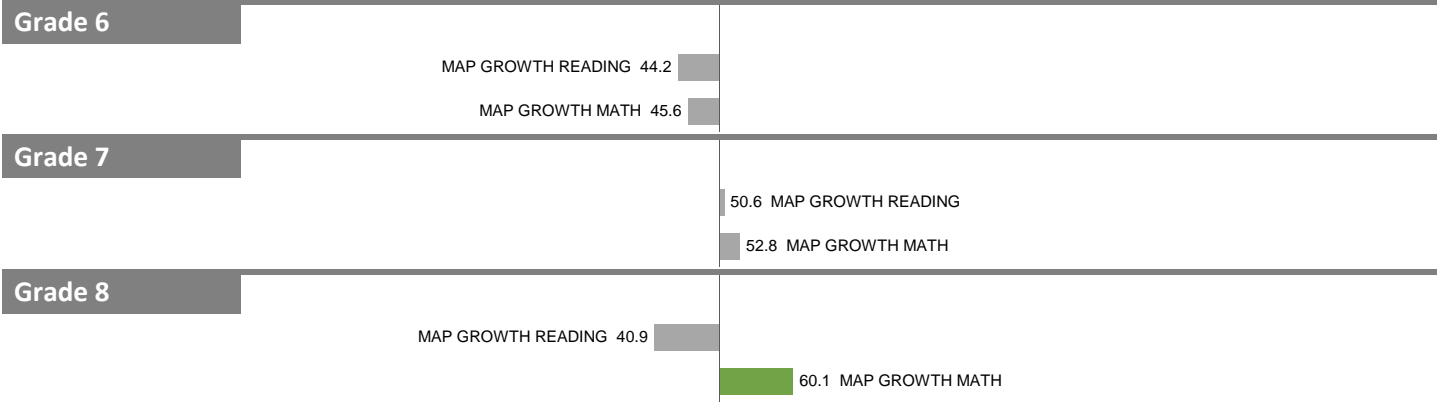 Grade 6
MAP GROWTH READING 44.2
MAP GROWTH MATH 45.6
Grade 7
50.6 MAP GROWTH READING
52.8 MAP GROWTH MATH
Grade 8
MAP GROWTH READING 40.9
60.1 MAP GROWTH MATH